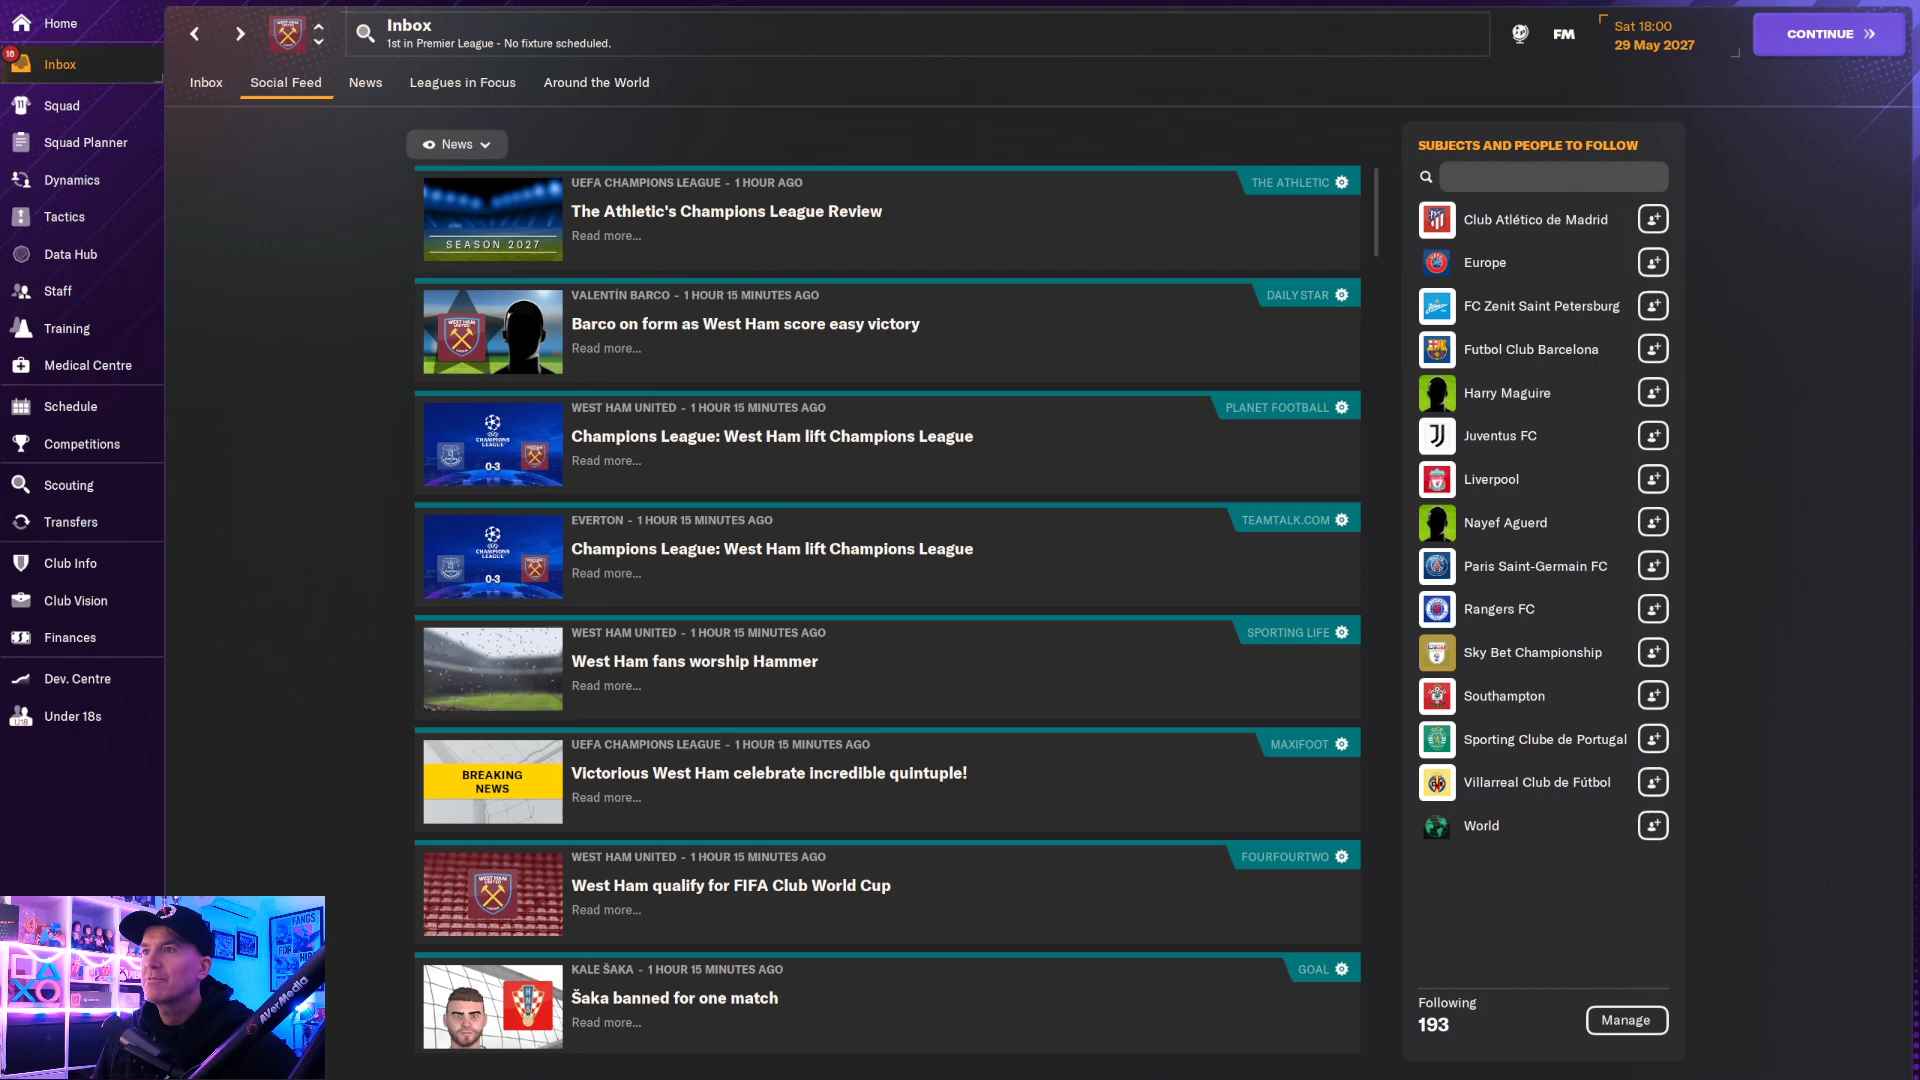 Home
16
Inbox
Squad
Squad Planner
Dynamics
Tactics
Data Hub
Staff
Training
Medical Centre
Schedule
Competitions
Scouting
Transfers
Club Info
Club Vision
Finances
Dev. Centre
U18
Under 18s
Inbox
1st in Premier League - No fixture scheduled.
FM
Sat 18:00
29 May 2027
CONTINUE
Inbox
Social Feed
News
Leagues in Focus
Around the World
News
SEASON 2027
UEFA CHAMPIONS LEAGUE - 1 HOUR AGO
THE ATHLETIC
The Athletic's Champions League Review
Read more...
VALENTÍN BARCO - 1 HOUR 15 MINUTES AGO
DAILY STAR
Barco on form as West Ham score easy victory
Read more...
CHAMPIONS LEAGUE
0-3
WEST HAM UNITED - 1 HOUR 15 MINUTES AGO
PLANET FOOTBALL
Champions League: West Ham lift Champions League
Read more...
CHAMPIONS LEAGUE
0-3
EVERTON - 1 HOUR 15 MINUTES AGO
TEAMTALK.COM
Champions League: West Ham lift Champions League
Read more...
WEST HAM UNITED - 1 HOUR 15 MINUTES AGO
SPORTING LIFE
West Ham fans worship Hammer
Read more...
BREAKING
NEWS
UEFA CHAMPIONS LEAGUE - 1 HOUR 15 MINUTES AGO
MAXIFOOT
Victorious West Ham celebrate incredible quintuple!
Read more...
WEST HAM UNITED - 1 HOUR 15 MINUTES AGO
FOURFOURTWO
West Ham qualify for FIFA Club World Cup
Read more...
KALE ŠAKA - 1 HOUR 15 MINUTES AGO
GOAL
Šaka banned for one match
Read more...
SUBJECTS AND PEOPLE TO FOLLOW
Club Atlético de Madrid
Europe
FC Zenit Saint Petersburg
Futbol Club Barcelona
Harry Maguire
Juventus FC
Liverpool
Nayef Aguerd
Paris Saint-Germain FC
Rangers FC
Sky Bet Championship
Southampton
Sporting Clube de Portugal
Villarreal Club de Fútbol
World
Following
193
Manage
FANGS
FOR
AVerMedia